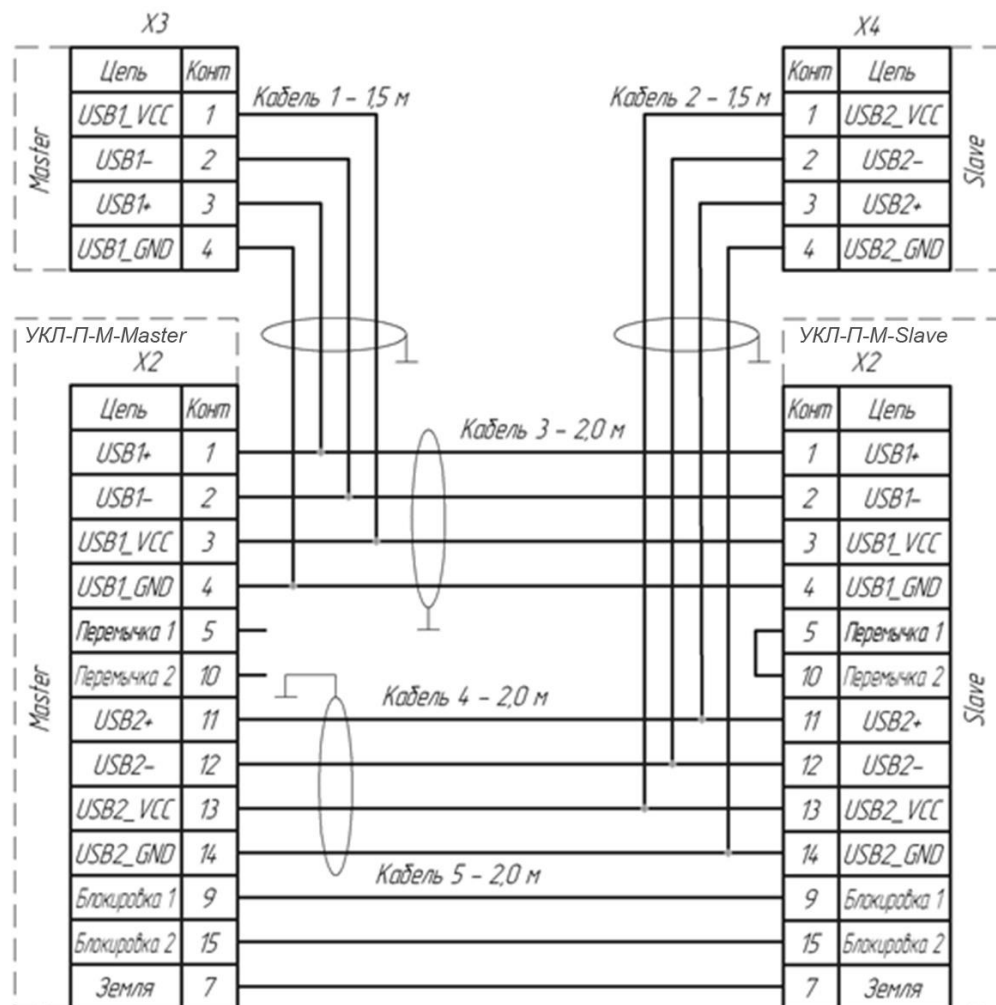 X3
Цепь Конт
USB1_VCC 1
USB1- 2
USB1+ 3
USB1_GND 4
Master
Кабель 1 - 1,5 м
X4
Конт Цепь
1 USB2_VCC
2 USB2-
3 USB2+
4 USB2_GND
Slave
Кабель 2 - 1,5 м
УКЛ-П-М-Master
X2
Цепь Конт
USB1+ 1
USB1- 2
USB1_VCC 3
USB1_GND 4
Перемычка 1 5
Перемычка 2 10
USB2+ 11
USB2- 12
USB2_VCC 13
USB2_GND 14
Блокировка 1 9
Блокировка 2 15
Земля 7
Master
Кабель 3 - 2,0 м
Кабель 4 - 2,0 м
Кабель 5 - 2,0 м
УКЛ-П-М-Slave
X2
Конт Цепь
1 USB1+
2 USB1-
3 USB1_VCC
4 USB1_GND
5 Перемычка 1
10 Перемычка 2
11 USB2+
12 USB2-
13 USB2_VCC
14 USB2_GND
9 Блокировка 1
15 Блокировка 2
7 Земля
Slave